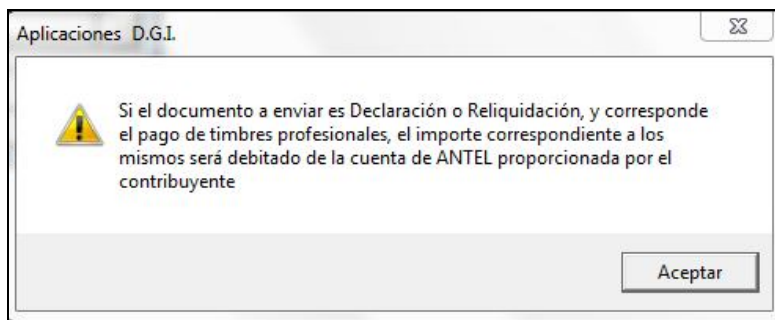 Aplicaciones D.G.I.
Si el documento a enviar es Declaración o Reliquidación, y corresponde
el pago de timbres profesionales, el importe correspondiente a los
mismos será debitado de la cuenta de ANTEL proporcionada por el
contribuyente
Aceptar